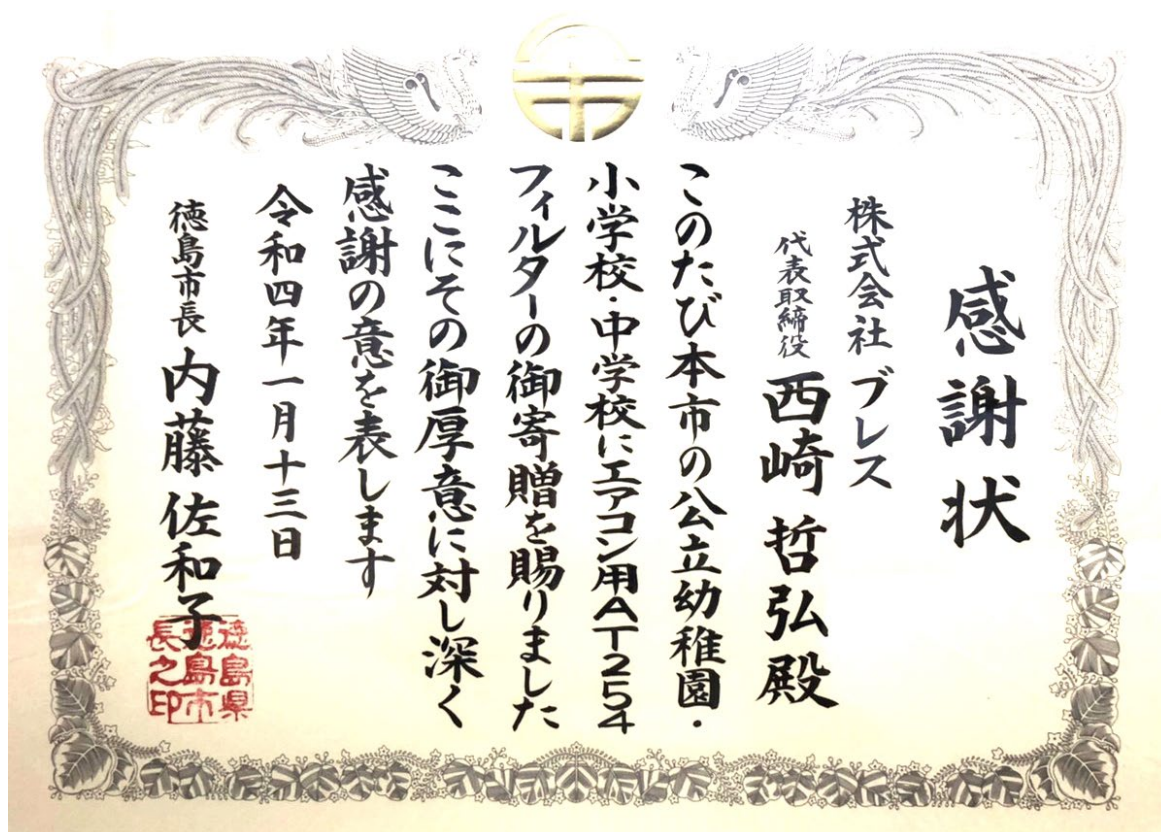 感謝状
株式会社 ブレス
代表取締役 西崎 哲弘 殿
このたび本市の公立幼稚園・
小学校・中学校にエアコン用AT254
フィルターの御寄贈を賜りました
ここにその御厚意に対し深く
感謝の意を表します
令和四年一月十三日
徳島市長 内藤 佐和子
徳島県
徳島市
長之印